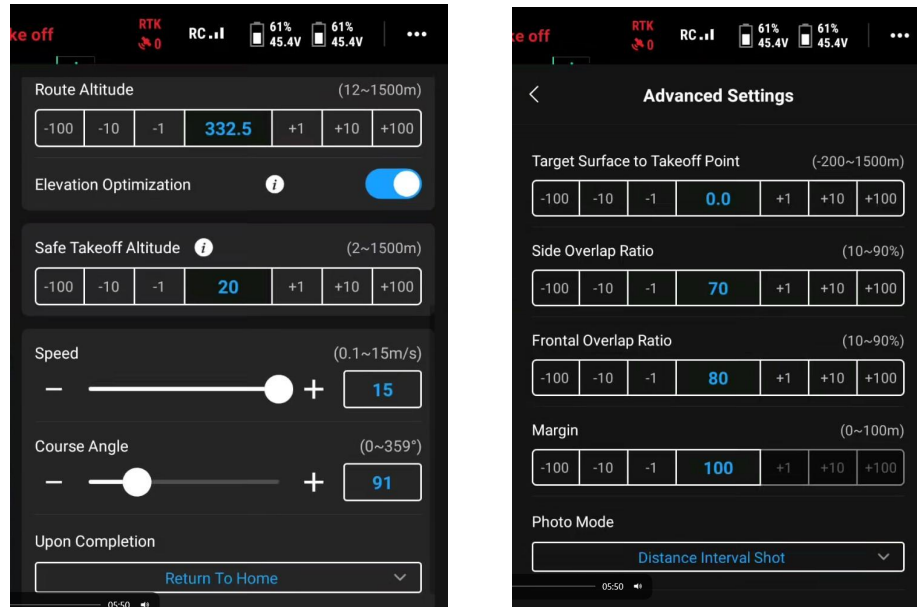 ke off RTK 0 RC 61% 45.4V 61% 45.4V ...
Route Altitude (12~1500m)
-100 -10 -1 332.5 +1 +10 +100
Elevation Optimization i
Safe Takeoff Altitude i (2~1500m)
-100 -10 -1 20 +1 +10 +100
Speed (0.1~15m/s)
− + 15
Course Angle (0~359°)
− + 91
Upon Completion
Return To Home
05:50
ke off RTK 0 RC 61% 45.4V 61% 45.4V ...
Advanced Settings
Target Surface to Takeoff Point (-200~1500m)
-100 -10 -1 0.0 +1 +10 +100
Side Overlap Ratio (10~90%)
-100 -10 -1 70 +1 +10 +100
Frontal Overlap Ratio (10~90%)
-100 -10 -1 80 +1 +10 +100
Margin (0~100m)
-100 -10 -1 100 +1 +10 +100
Photo Mode
Distance Interval Shot
05:50